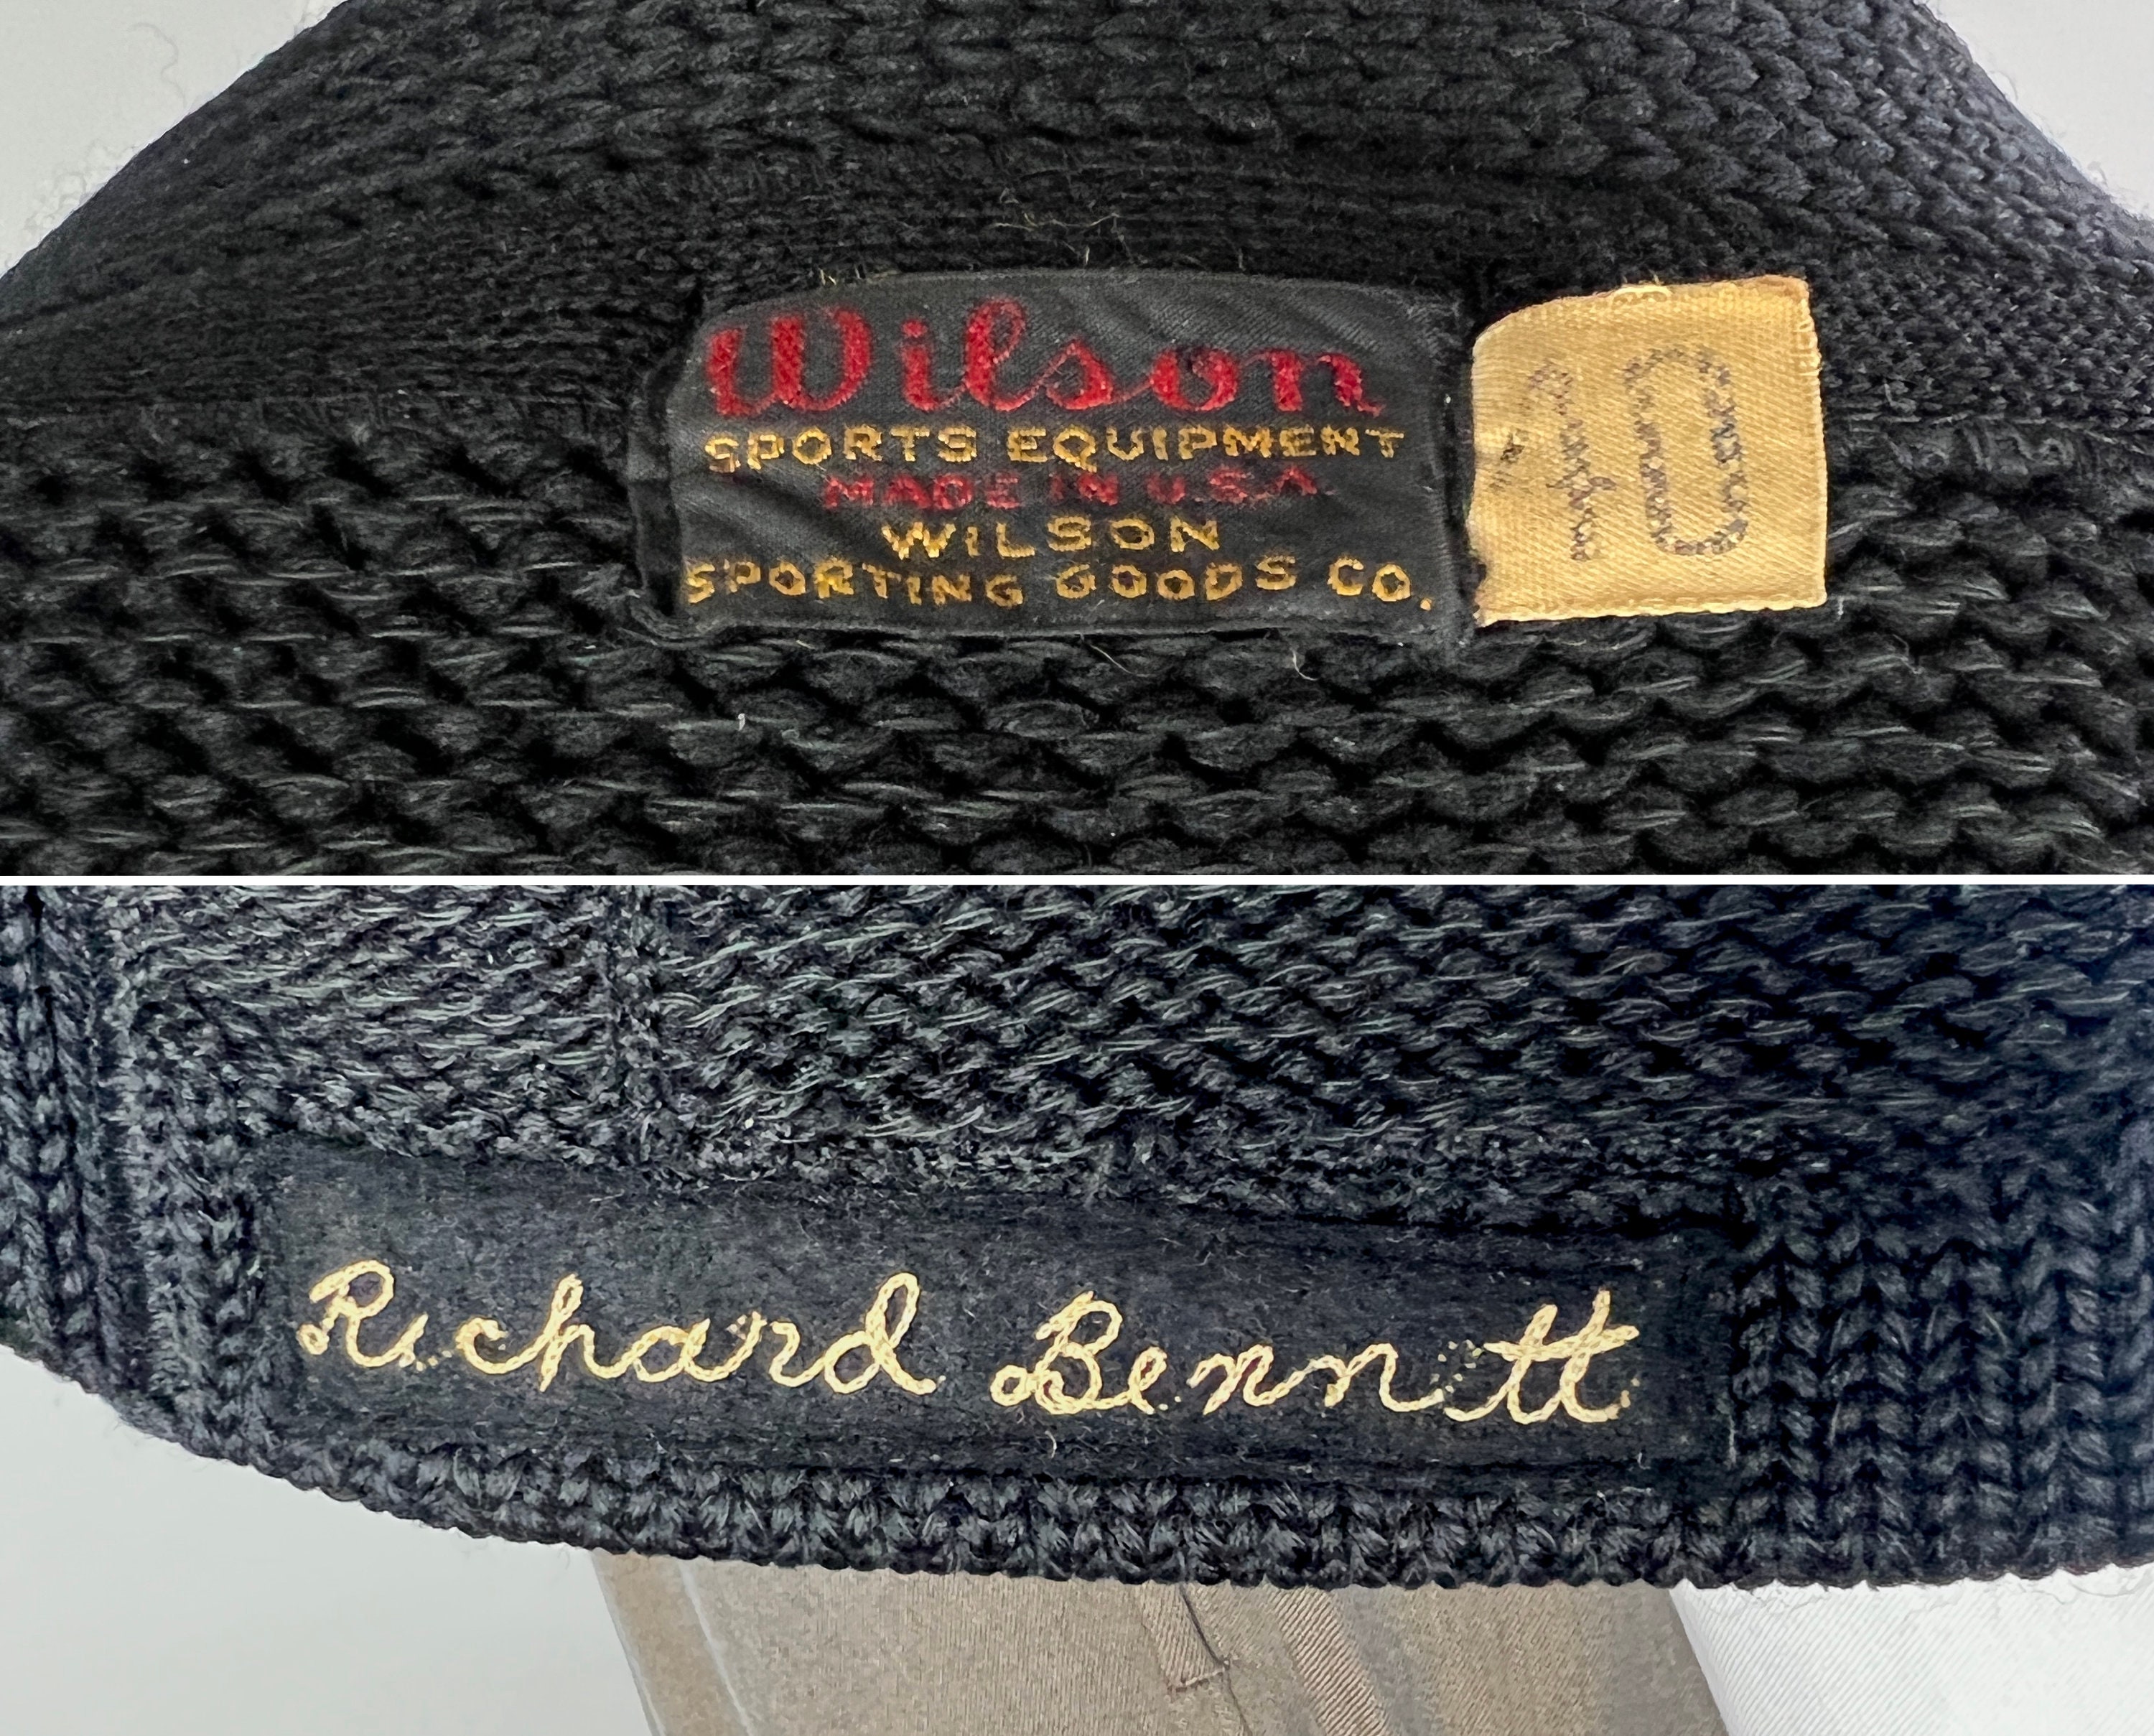 Wilson
SPORTS EQUIPMENT
MADE IN U.S.A.
WILSON
SPORTING GOODS CO.
40
Richard Bennett